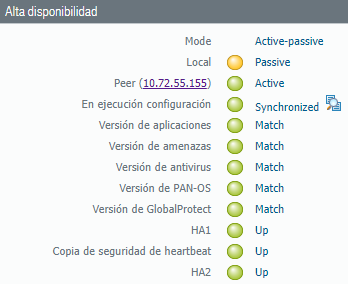 Alta disponibilidad
Mode Active-passive
Local Passive
Peer (10.72.55.155) Active
En ejecución configuración Synchronized
Versión de aplicaciones Match
Versión de amenazas Match
Versión de antivirus Match
Versión de PAN-OS Match
Versión de GlobalProtect Match
HA1 Up
Copia de seguridad de heartbeat Up
HA2 Up